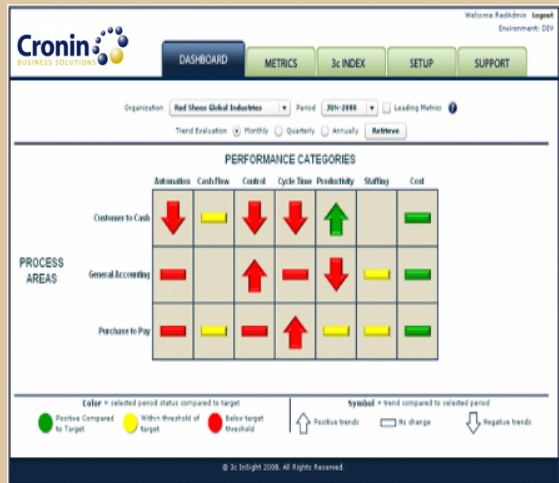 Welcome RedAdmin Logout
Environment: DEV
Cronin
BUSINESS SOLUTIONS
DASHBOARD METRICS 3c INDEX SETUP SUPPORT
Organization Red Shoes Global Industries Period JUN-2008 Leading Metrics ?
Trend Evaluation Monthly Quarterly Annually Retrieve
PERFORMANCE CATEGORIES
Automation Cash Flow Control Cycle Time Productivity Staffing Cost
Customer to Cash
PROCESS AREAS
General Accounting
Purchase to Pay
Color = selected period status compared to target
Symbol = trend compared to selected period
Positive Compared to Target
Within threshold of target
Below target threshold
Positive trends
No change
Negative trends
© 3c InSight 2008. All Rights Reserved.